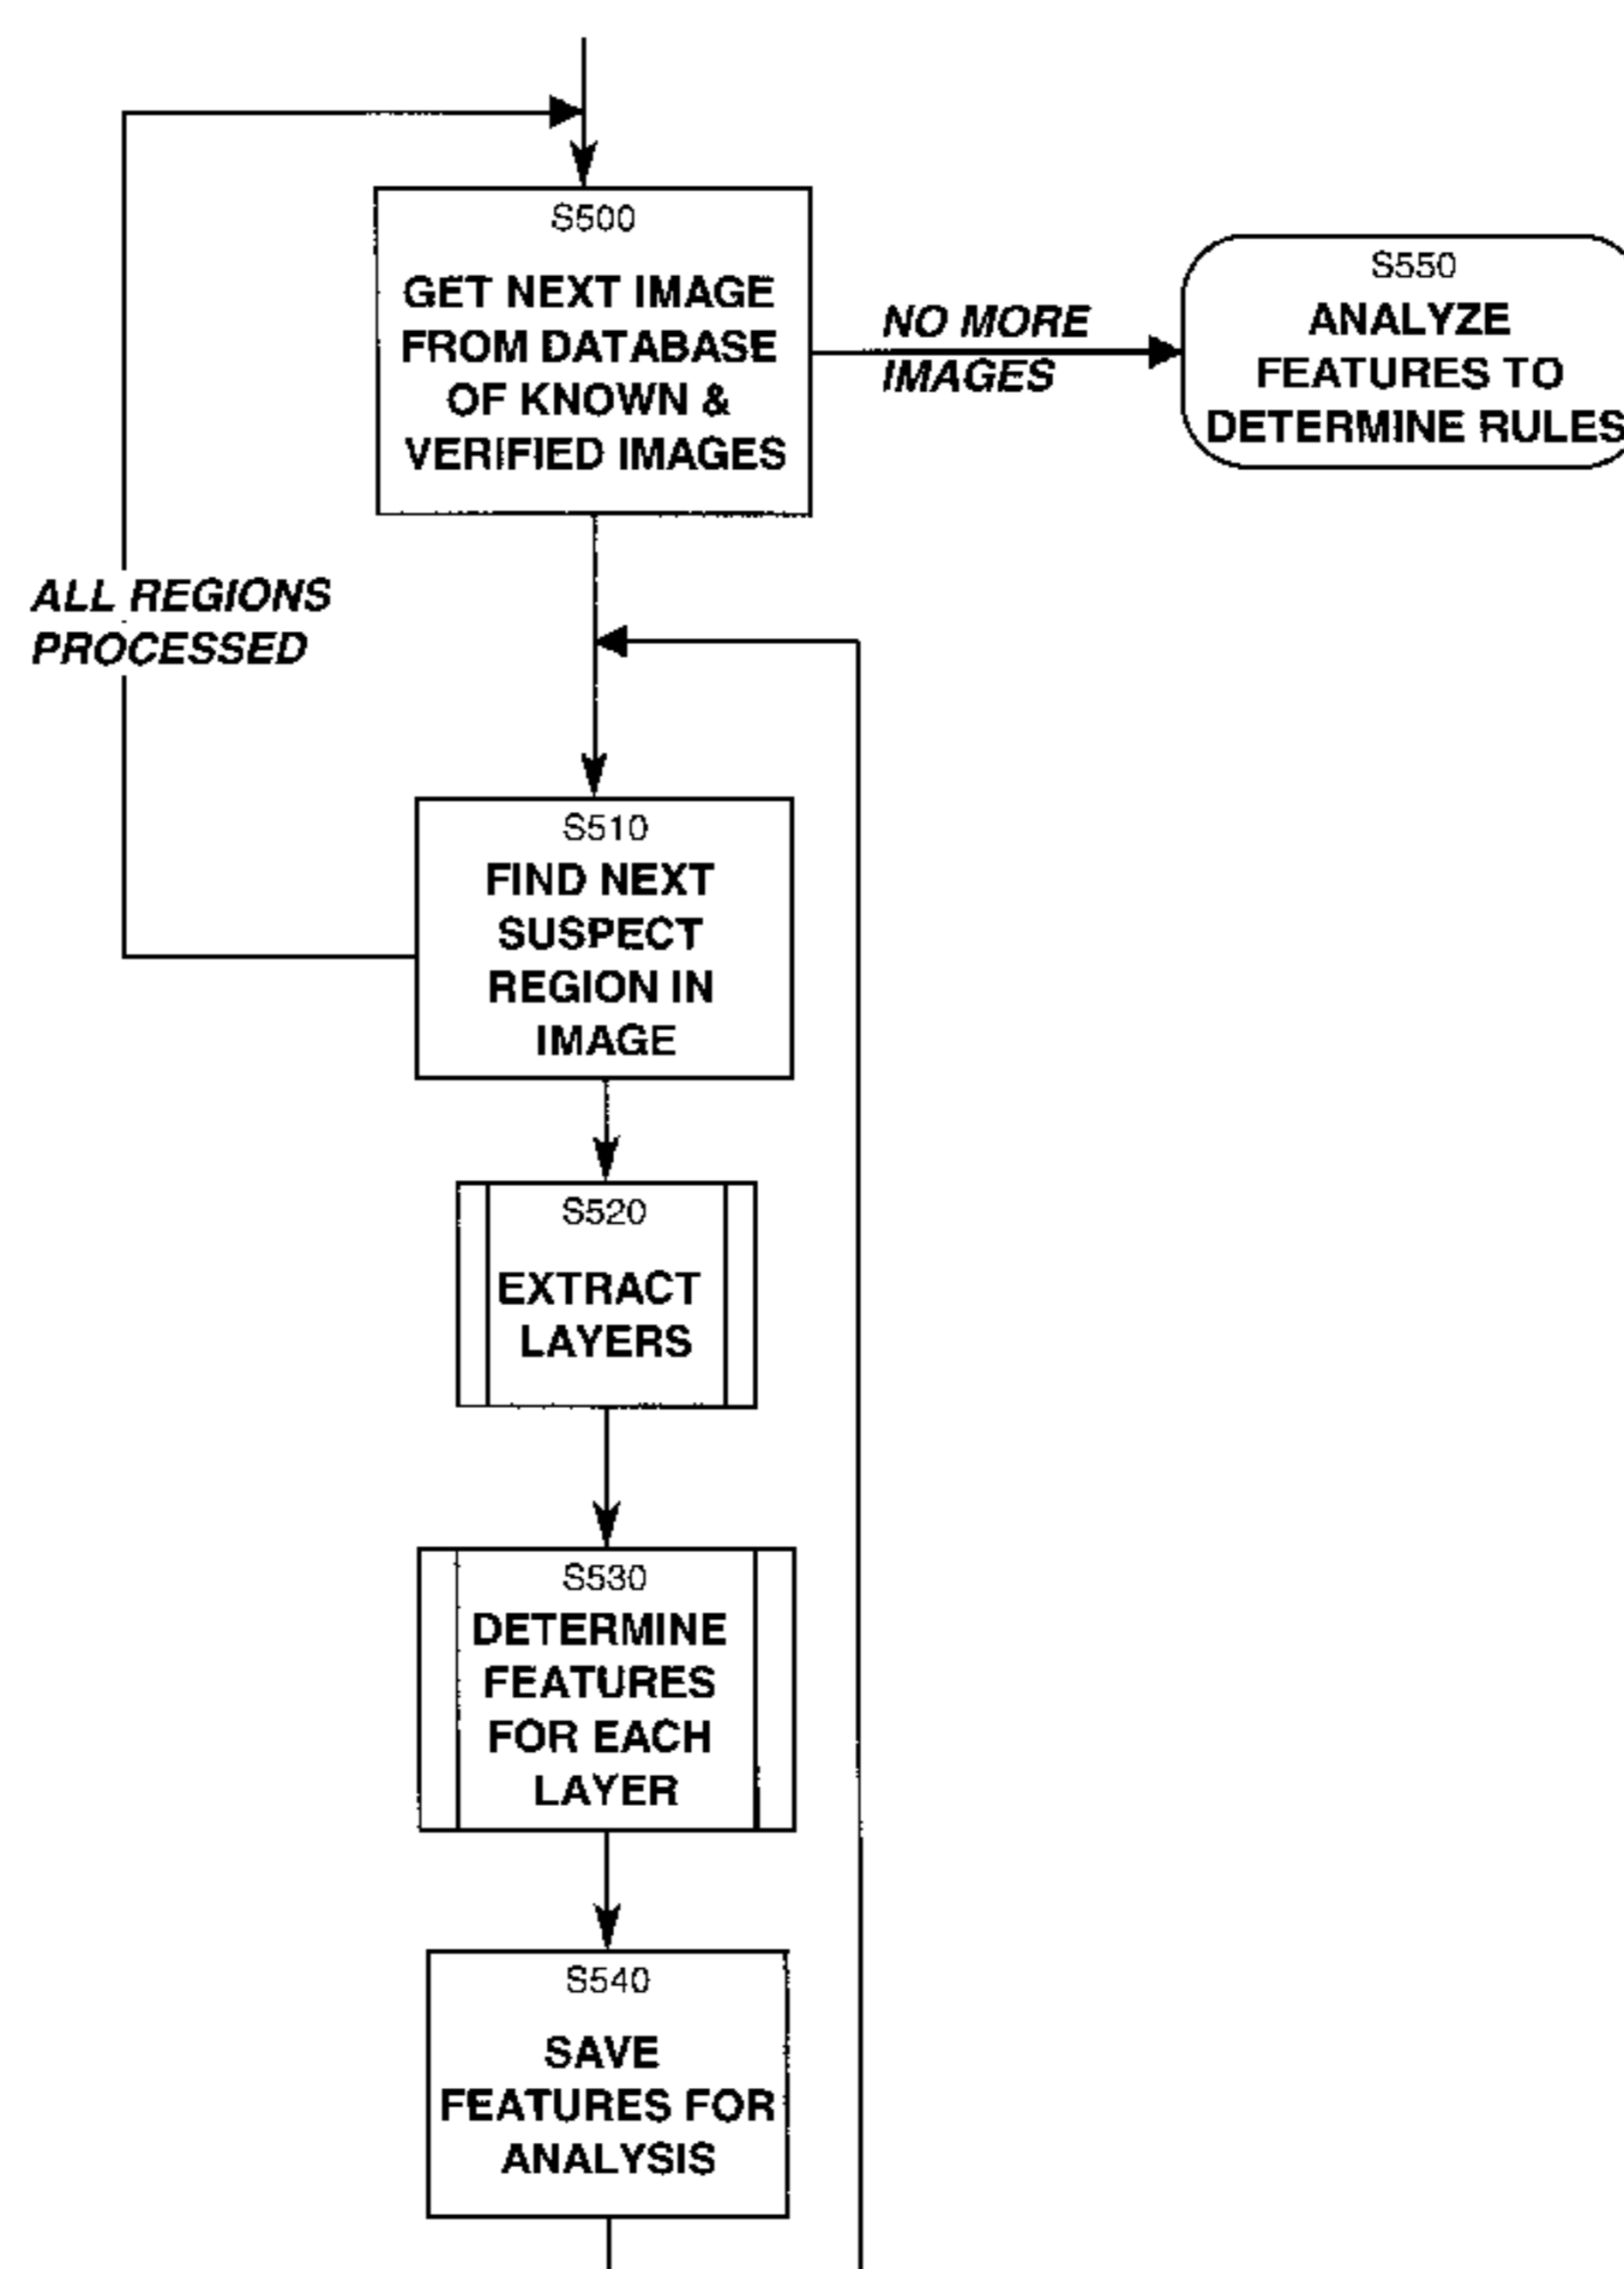 S500
GET NEXT IMAGE
FROM DATABASE
OF KNOWN &
VERIFIED IMAGES
NO MORE
IMAGES
S550
ANALYZE
FEATURES TO
DETERMINE RULES
ALL REGIONS
PROCESSED
S510
FIND NEXT
SUSPECT
REGION IN
IMAGE
S520
EXTRACT
LAYERS
S530
DETERMINE
FEATURES
FOR EACH
LAYER
S540
SAVE
FEATURES FOR
ANALYSIS